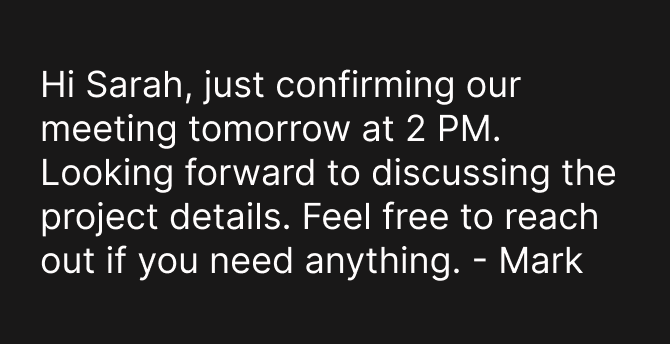 Hi Sarah, just confirming our
meeting tomorrow at 2 PM.
Looking forward to discussing the
project details. Feel free to reach
out if you need anything. - Mark